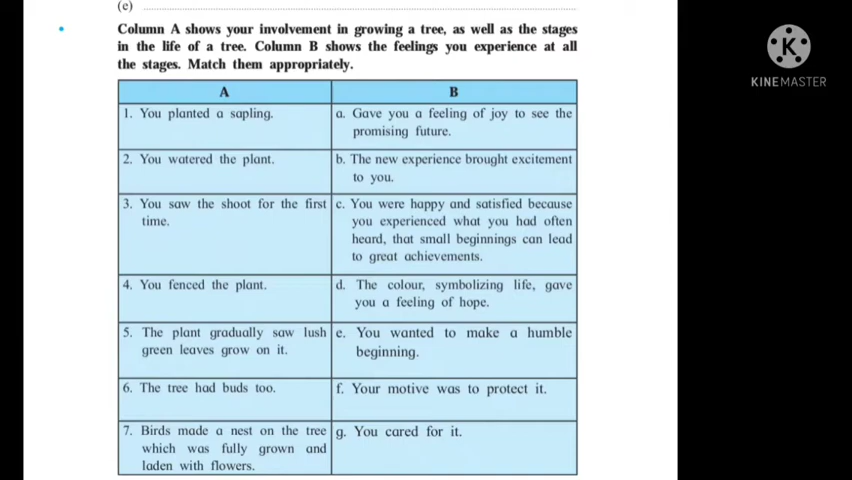 (e)
Column A shows your involvement in growing a tree, as well as the stages
in the life of a tree. Column B shows the feelings you experience at all
the stages. Match them appropriately.
A B
1. You planted a sapling.
a. Gave you a feeling of joy to see the
promising future.
2. You watered the plant.
b. The new experience brought excitement
to you.
3. You saw the shoot for the first
time.
c. You were happy and satisfied because
you experienced what you had often
heard, that small beginnings can lead
to great achievements.
4. You fenced the plant.
d. The colour, symbolizing life, gave
you a feeling of hope.
5. The plant gradually saw lush
green leaves grow on it.
e. You wanted to make a humble
beginning.
6. The tree had buds too.
f. Your motive was to protect it.
7. Birds made a nest on the tree
which was fully grown and
laden with flowers.
g. You cared for it.
K
KINEMASTER